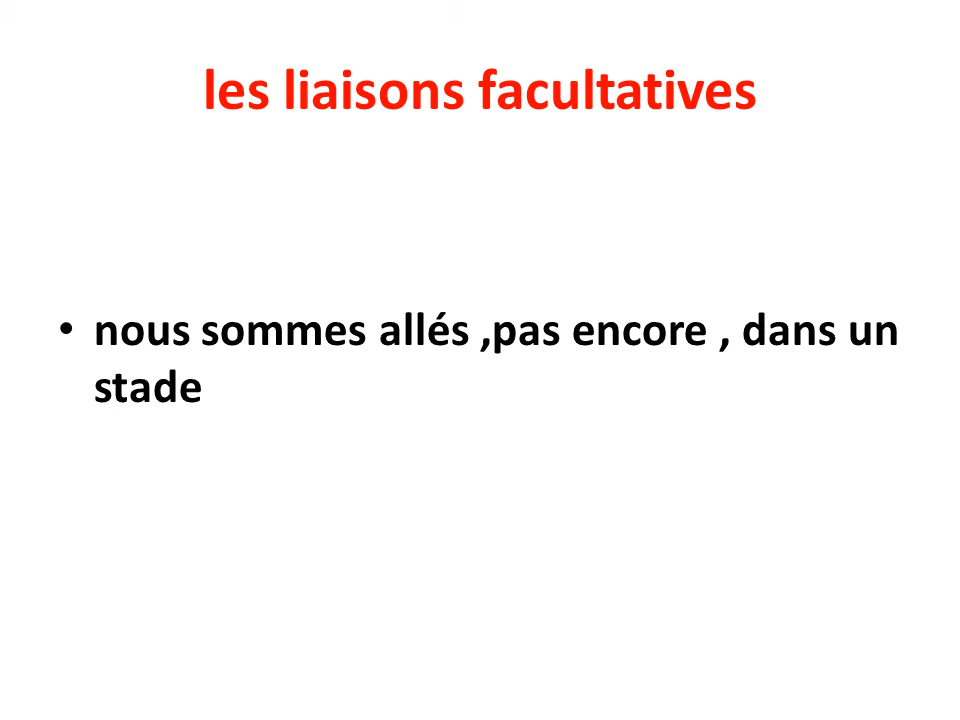 les liaisons facultatives
• nous sommes allés ,pas encore , dans un
stade